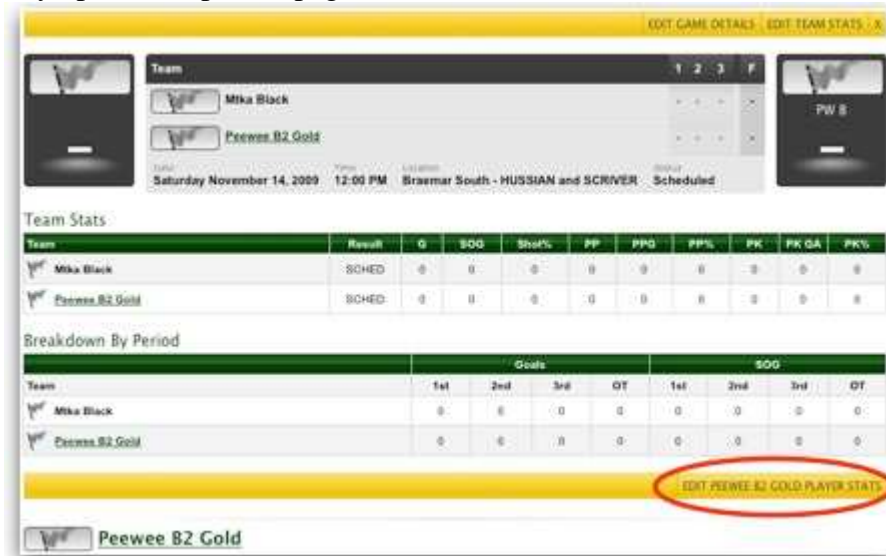 EDIT GAME DETAILS EDIT TEAM STATS X
Team 1 2 3 F
Mtka Black - - - -
PW B
Peewee B2 Gold - - - -
Date Time Location Status
Saturday November 14, 2009 12:00 PM Braemar South - HUSSIAN and SCRIVER Scheduled
Team Stats
Team Result G SOG Shot% PP PPG PP% PK PK GA PK%
Mtka Black SCHED 0 0 0 0 0 0 0 0 0
Peewee B2 Gold SCHED 0 0 0 0 0 0 0 0 0
Breakdown By Period
Goals SOG
Team 1st 2nd 3rd OT 1st 2nd 3rd OT
Mtka Black 0 0 0 0 0 0 0 0
Peewee B2 Gold 0 0 0 0 0 0 0 0
EDIT PEEWEE B2 GOLD PLAYER STATS
Peewee B2 Gold